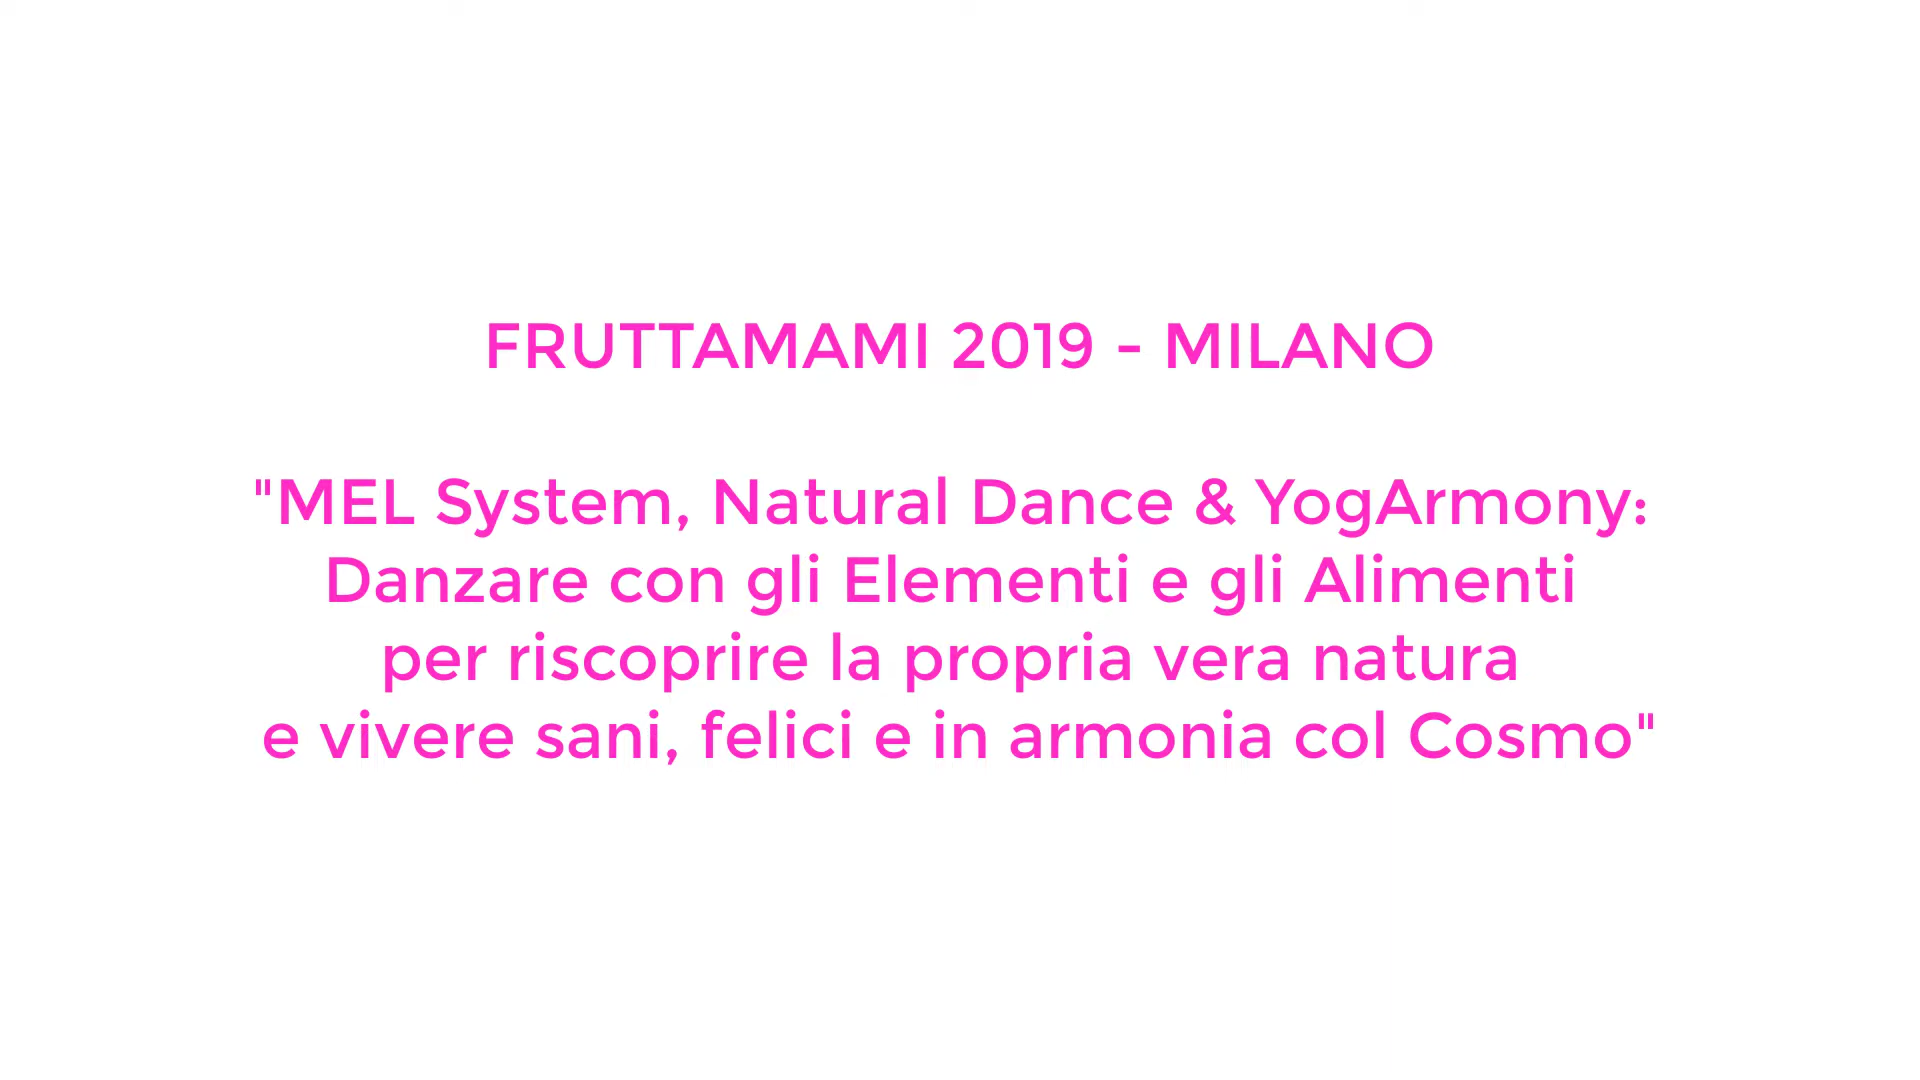 FRUTTAMAMI 2019 - MILANO
"MEL System, Natural Dance & YogArmony:
Danzare con gli Elementi e gli Alimenti
per riscoprire la propria vera natura
e vivere sani, felici e in armonia col Cosmo"